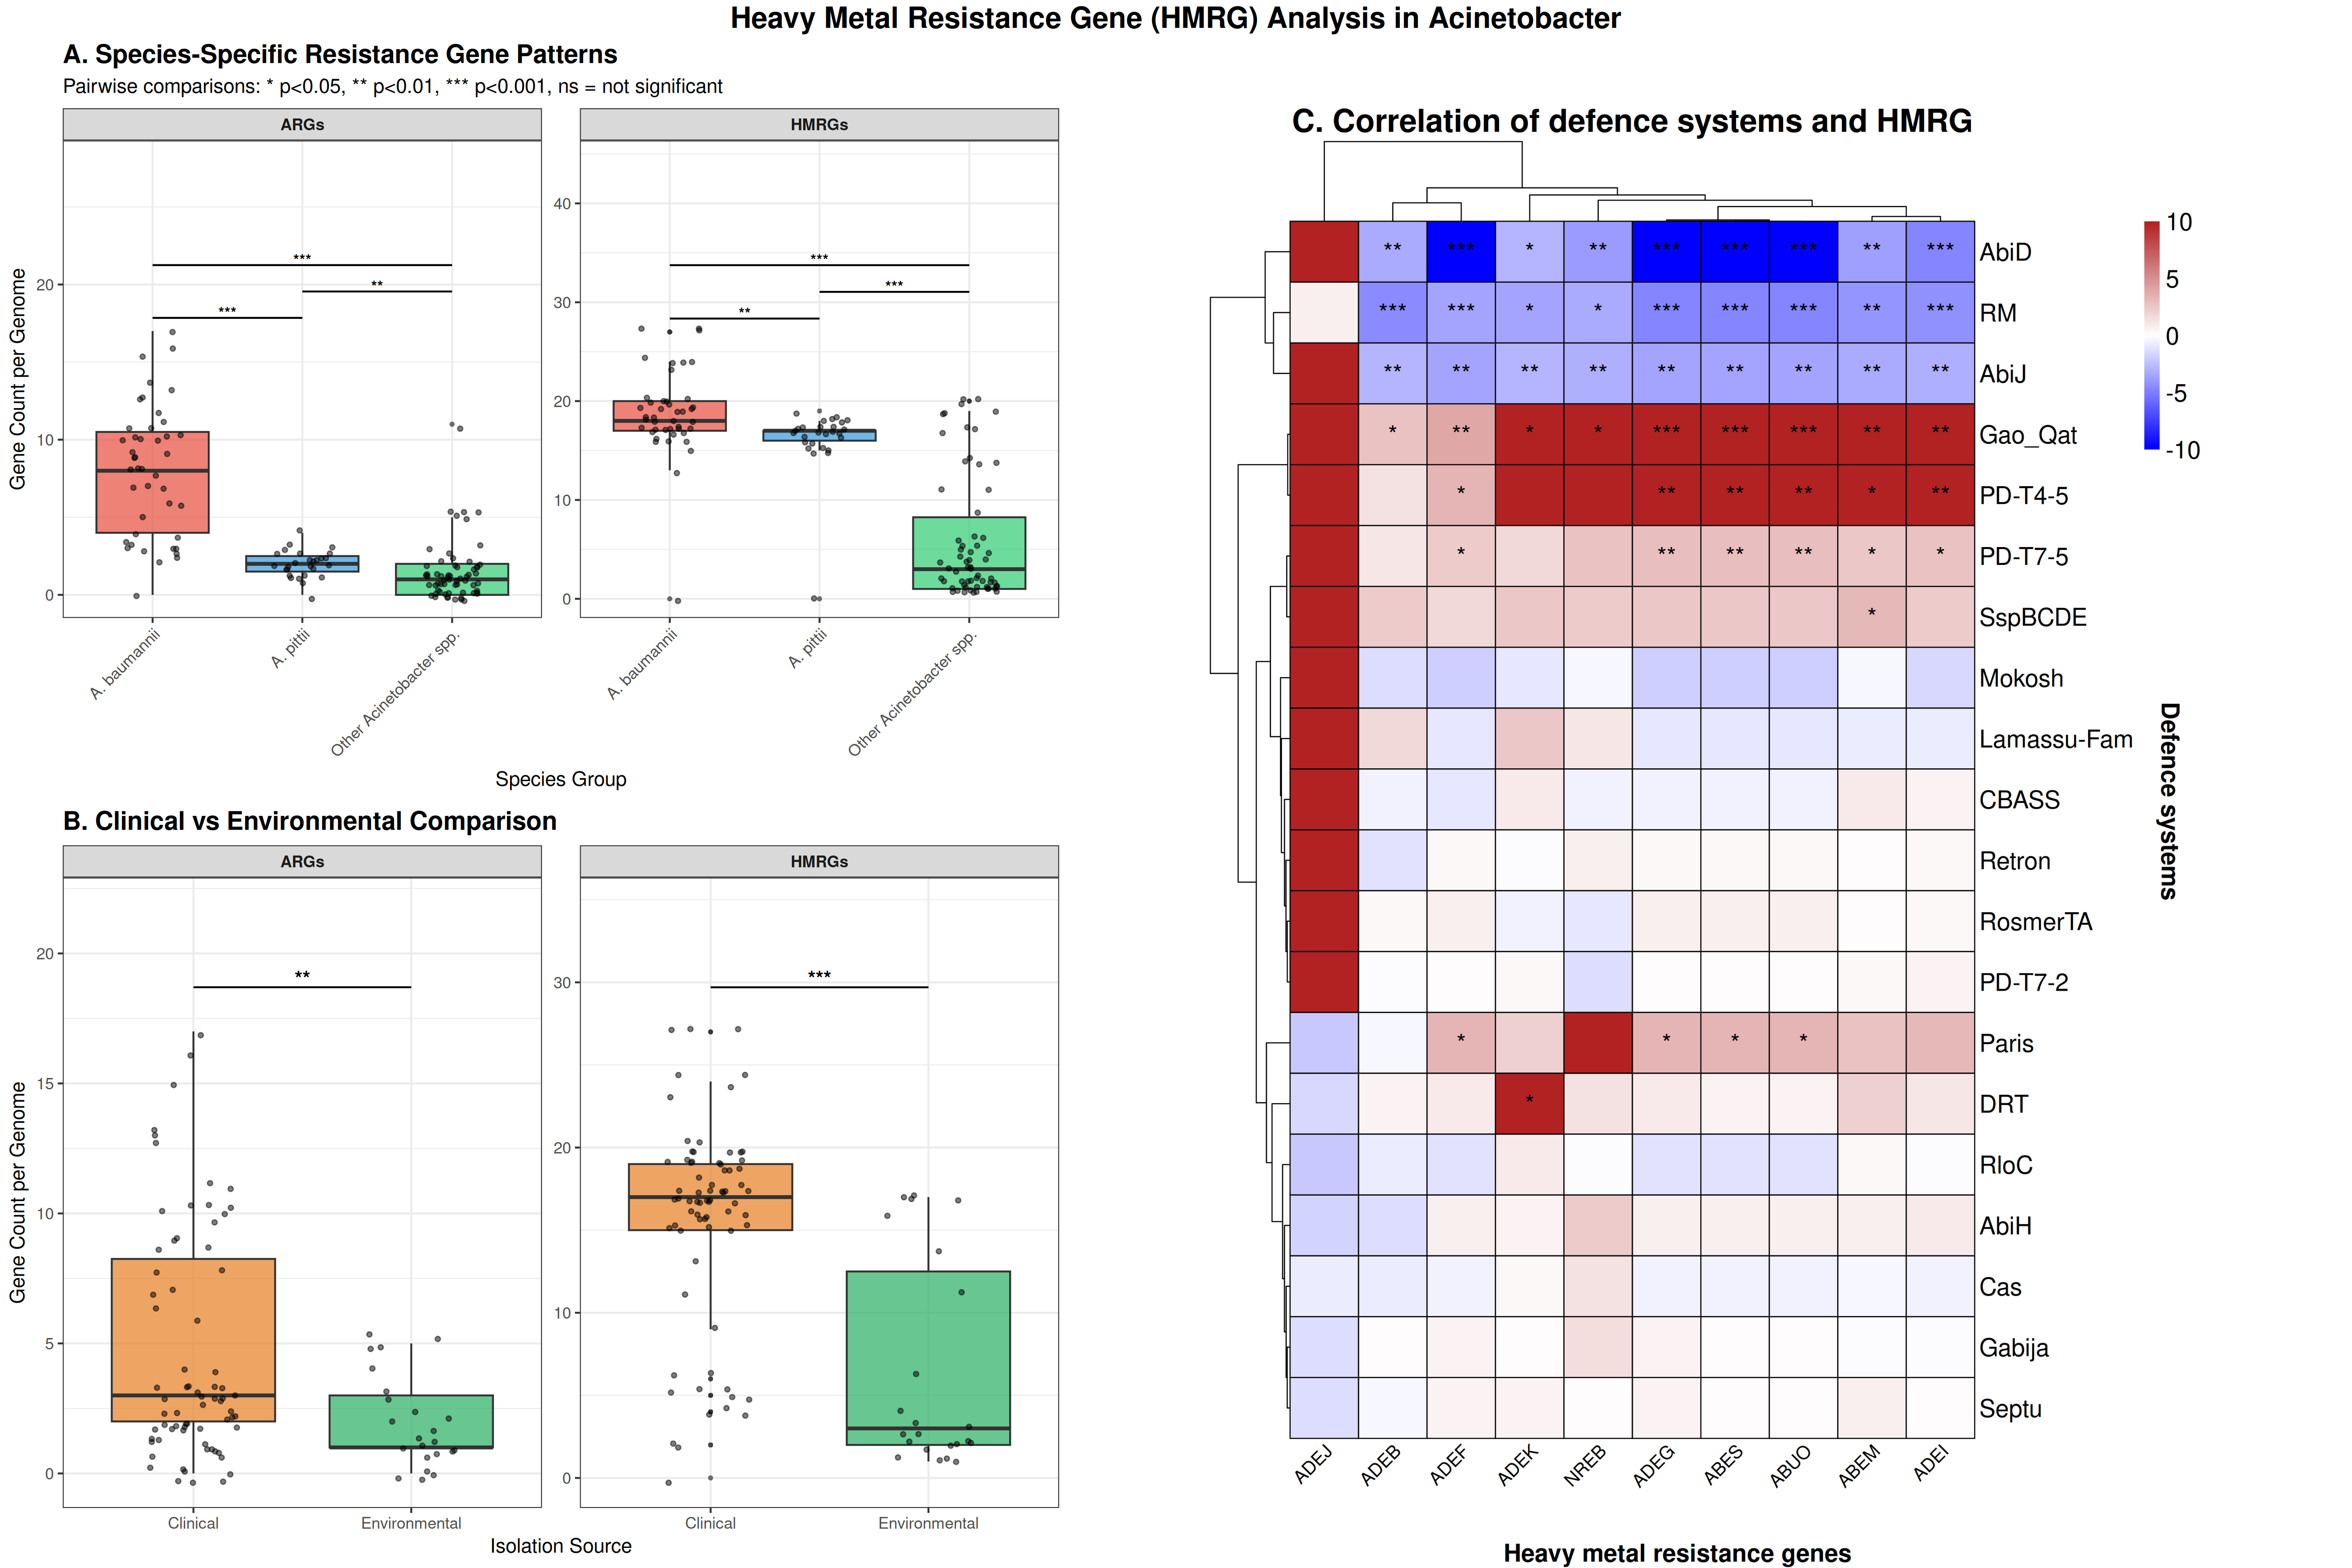 Heavy Metal Resistance Gene (HMRG) Analysis in Acinetobacter
A. Species-Specific Resistance Gene Patterns
Pairwise comparisons: * p<0.05, ** p<0.01, *** p<0.001, ns = not significant
ARGs
HMRGs
Gene Count per Genome
20
10
0
***
**
***
40
30
20
10
0
***
***
**
A. baumannii
A. pittii
Other Acinetobacter spp.
A. baumannii
A. pittii
Other Acinetobacter spp.
Species Group
B. Clinical vs Environmental Comparison
ARGs
HMRGs
Gene Count per Genome
20
15
10
5
0
**
30
20
10
0
***
Clinical
Environmental
Clinical
Environmental
Isolation Source
C. Correlation of defence systems and HMRG
** *** * ** *** *** *** ** *** AbiD
*** *** * * *** *** *** ** *** RM
** ** ** ** ** ** ** ** ** AbiJ
* ** * * *** *** *** ** ** Gao_Qat
* ** ** ** * ** PD-T4-5
* ** ** ** * * PD-T7-5
* SspBCDE
Mokosh
Lamassu-Fam
CBASS
Retron
RosmerTA
PD-T7-2
* * * * Paris
* DRT
RloC
AbiH
Cas
Gabija
Septu
ADEJ
ADEB
ADEF
ADEK
NREB
ADEG
ABES
ABUO
ABEM
ADEI
Heavy metal resistance genes
10
5
0
-5
-10
Defence systems